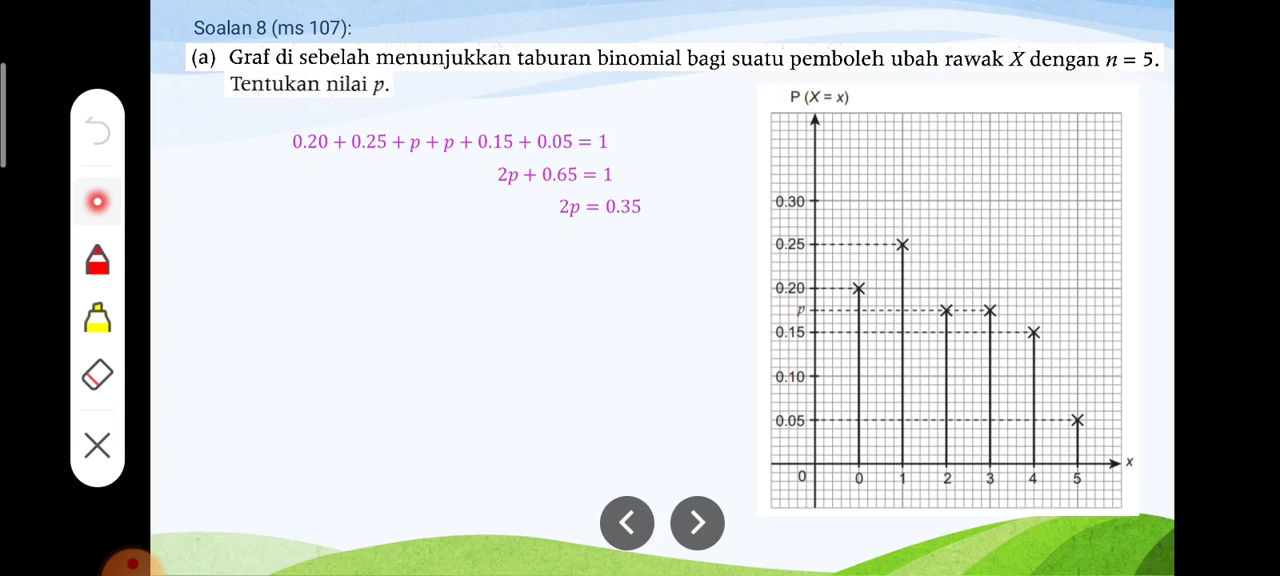 Soalan 8 (ms 107):
(a) Graf di sebelah menunjukkan taburan binomial bagi suatu pemboleh ubah rawak X dengan n = 5.
Tentukan nilai p.
0.20 + 0.25 + p + p + 0.15 + 0.05 = 1
2p + 0.65 = 1
2p = 0.35
P (X = x)
0.30
0.25
0.20
p
0.15
0.10
0.05
x
0 0 1 2 3 4 5